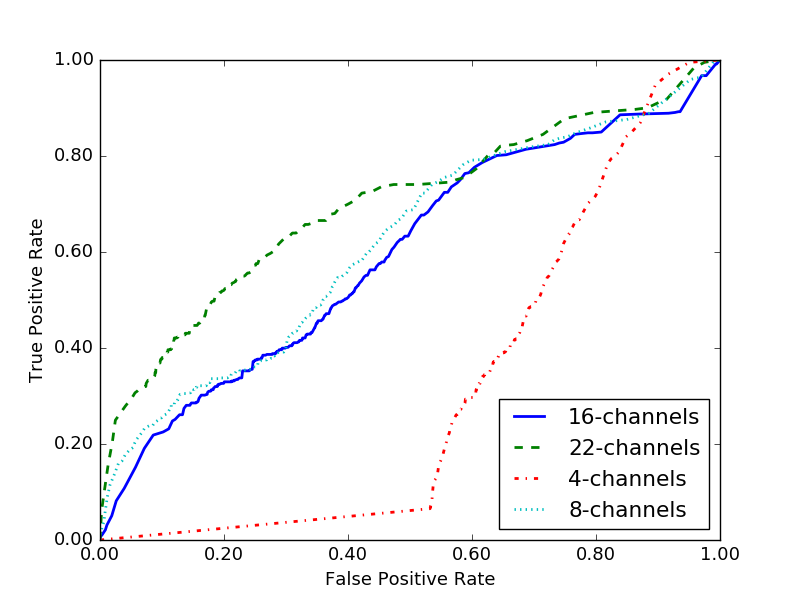 1.00
0.80
0.60
0.40
0.20
0.00
True Positive Rate
16-channels
22-channels
4-channels
8-channels
0.00 0.20 0.40 0.60 0.80 1.00
False Positive Rate